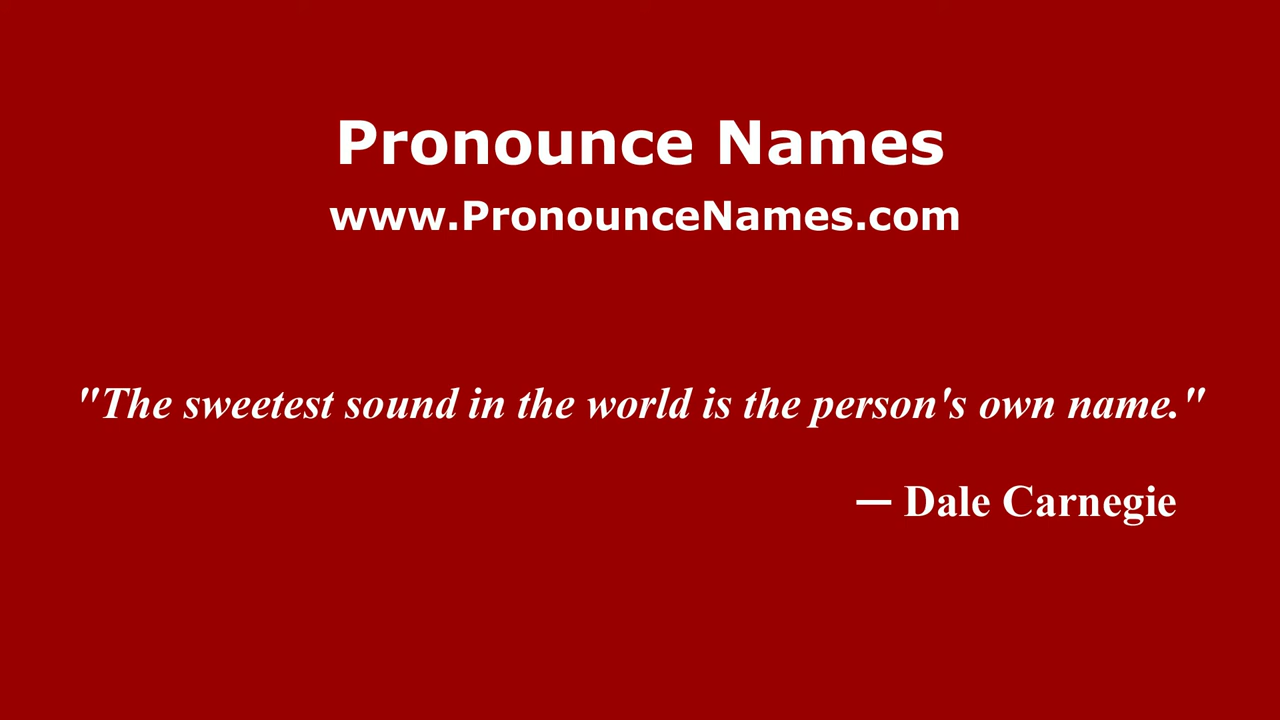 Pronounce Names
www.PronounceNames.com
"The sweetest sound in the world is the person's own name."
— Dale Carnegie